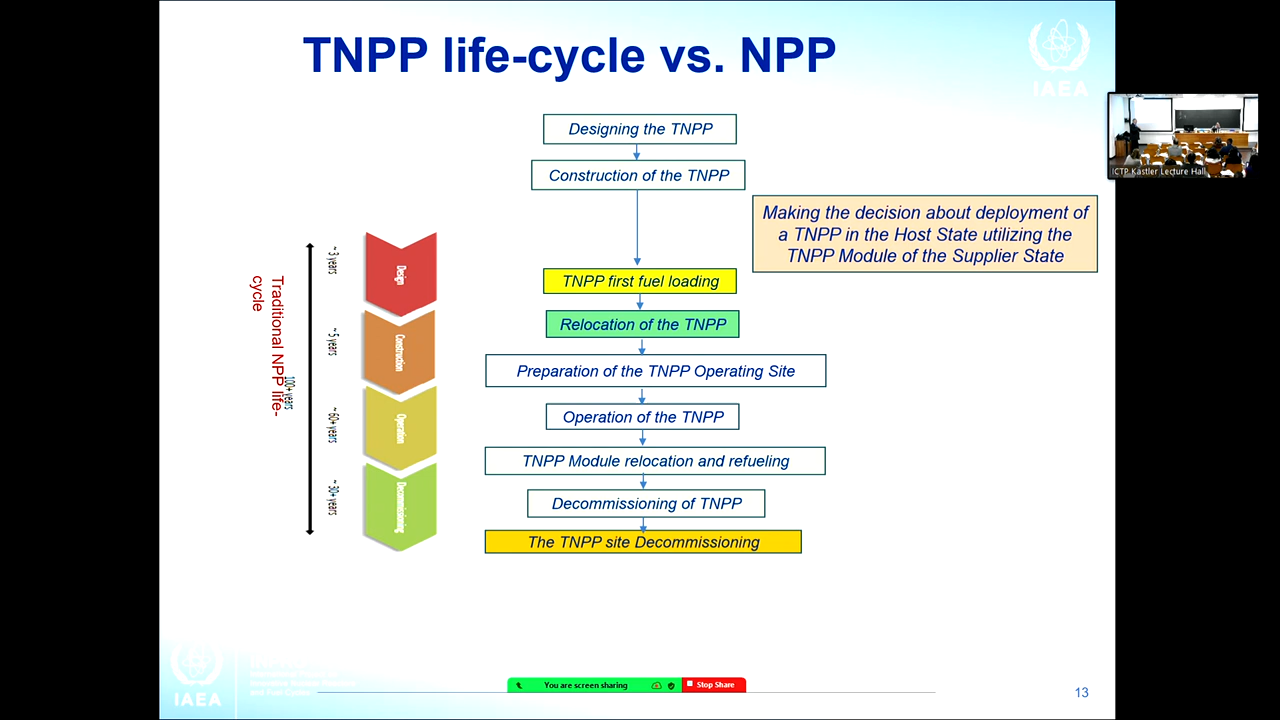 TNPP life-cycle vs. NPP
IAEA
Designing the TNPP
Construction of the TNPP
ICTP Kastler Lecture Hall
Making the decision about deployment of
a TNPP in the Host State utilizing the
TNPP Module of the Supplier State
TNPP first fuel loading
Relocation of the TNPP
Preparation of the TNPP Operating Site
Operation of the TNPP
TNPP Module relocation and refueling
Decommissioning of TNPP
The TNPP site Decommissioning
Traditional NPP life-
cycle
100+ years
~3 years
~5 years
~60+ years
~30+ years
Design
Construction
Operation
Decommissioning
IAEA
You are screen sharing
Stop Share
13